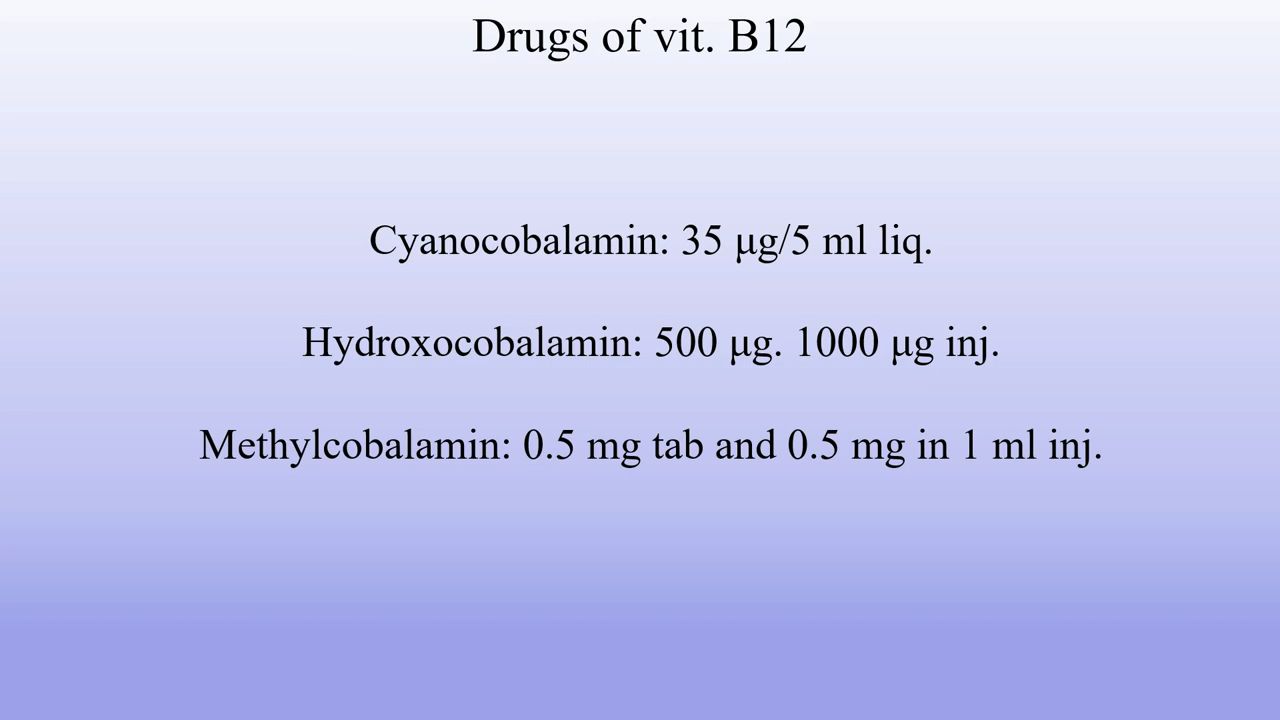 Drugs of vit. B12
Cyanocobalamin: 35 μg/5 ml liq.
Hydroxocobalamin: 500 μg. 1000 μg inj.
Methylcobalamin: 0.5 mg tab and 0.5 mg in 1 ml inj.